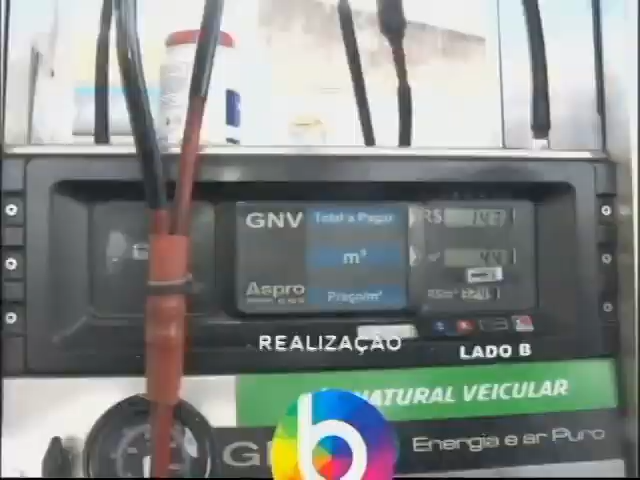 GNV
Total a Pagar
R$
m³
Aspro
Preço/m³
REALIZAÇÃO
LADO B
NATURAL VEICULAR
Energia e ar Puro
b